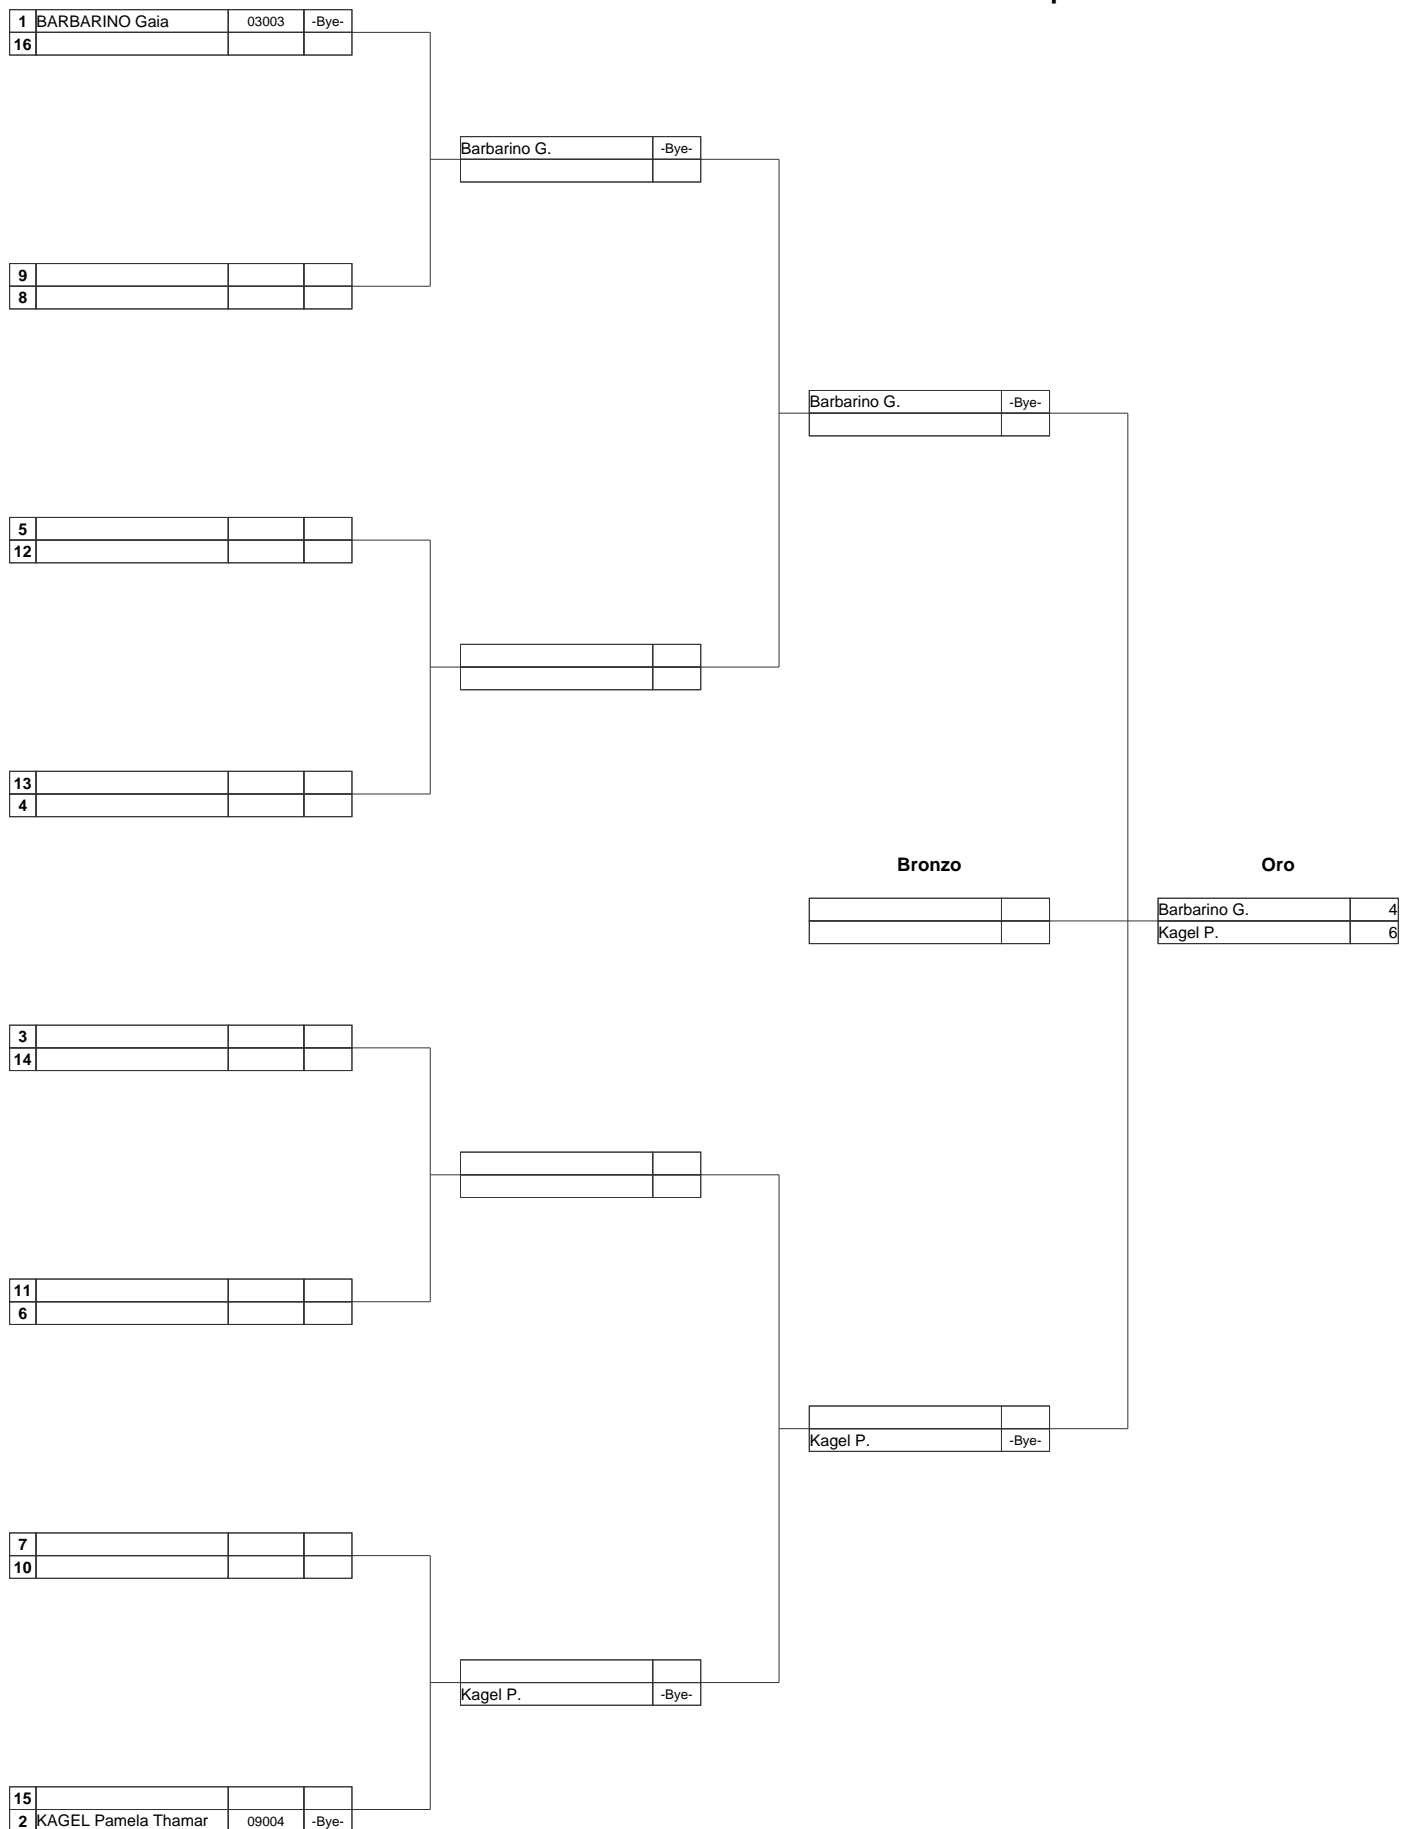 1 BARBARINO Gaia 03003 -Bye-
16
Barbarino G. -Bye-
9
8
Barbarino G. -Bye-
5
12
13
4
Bronzo Oro
Barbarino G. 4
Kagel P. 6
3
14
11
6
Kagel P. -Bye-
7
10
Kagel P. -Bye-
15
2 KAGEL Pamela Thamar 09004 -Bye-